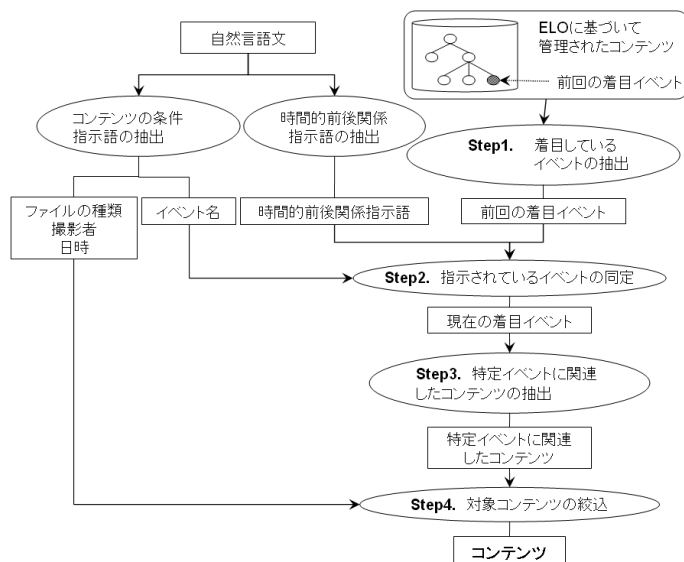 自然言語文
ELOに基づいて
管理されたコンテンツ
前回の着目イベント
コンテンツの条件
指示語の抽出
時間的前後関係
指示語の抽出
Step1. 着目している
イベントの抽出
ファイルの種類
撮影者
日時
イベント名
時間的前後関係指示語
前回の着目イベント
Step2. 指示されているイベントの同定
現在の着目イベント
Step3. 特定イベントに関連
したコンテンツの抽出
特定イベントに関連
したコンテンツ
Step4. 対象コンテンツの絞込
コンテンツ